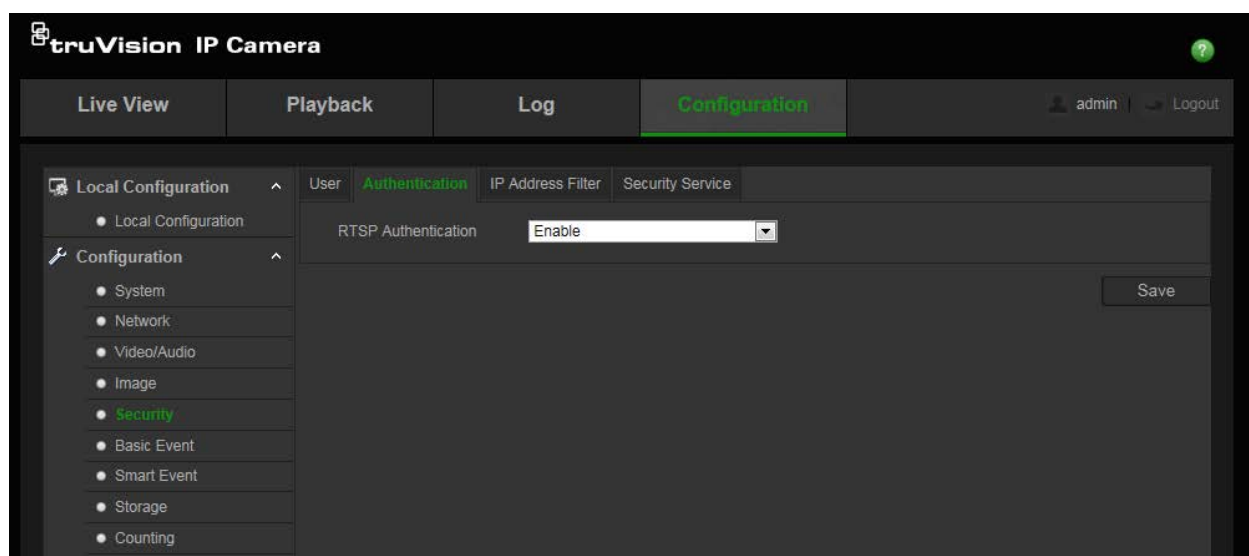 truVision IP Camera
?
Live View Playback Log Configuration admin | Logout
Local Configuration
Local Configuration
Configuration
System
Network
Video/Audio
Image
Security
Basic Event
Smart Event
Storage
Counting
User Authentication IP Address Filter Security Service
RTSP Authentication Enable
Save